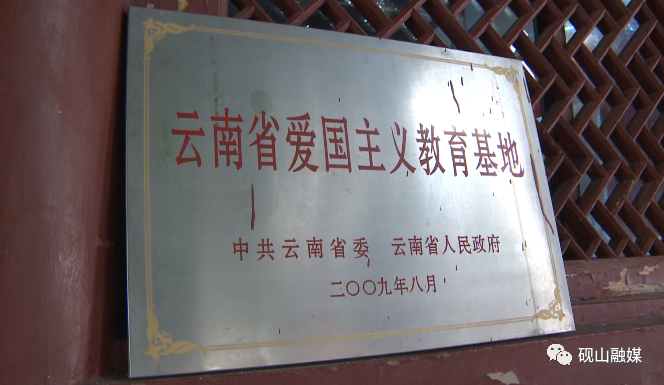 云南省爱国主义教育基地
中共云南省委 云南省人民政府
二〇〇九年八月
砚山融媒